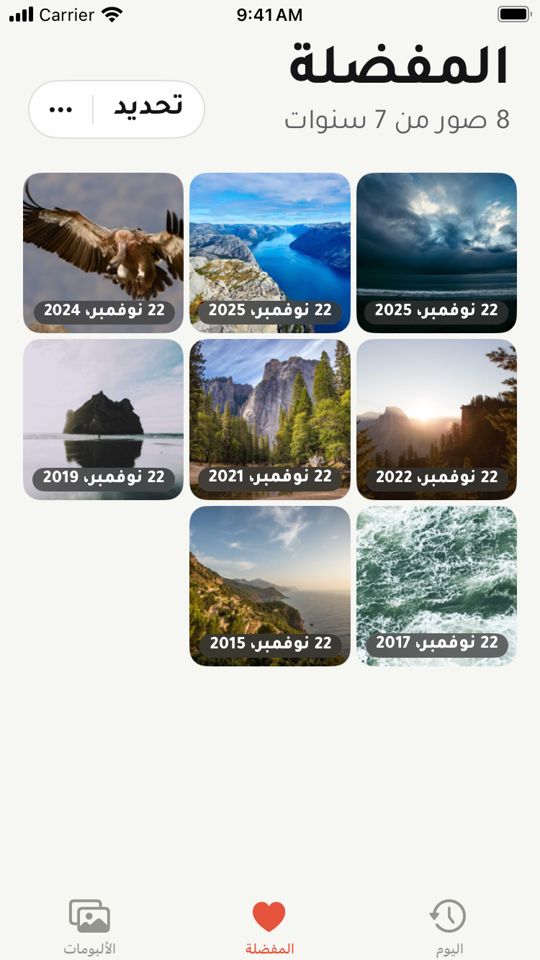 Carrier 9:41 AM
المفضلة
8 صور من 7 سنوات
تحديد
22 نوفمبر، 2025
22 نوفمبر، 2025
22 نوفمبر، 2024
22 نوفمبر، 2022
22 نوفمبر، 2021
22 نوفمبر، 2019
22 نوفمبر، 2017
22 نوفمبر، 2015
اليوم
المفضلة
الألبومات